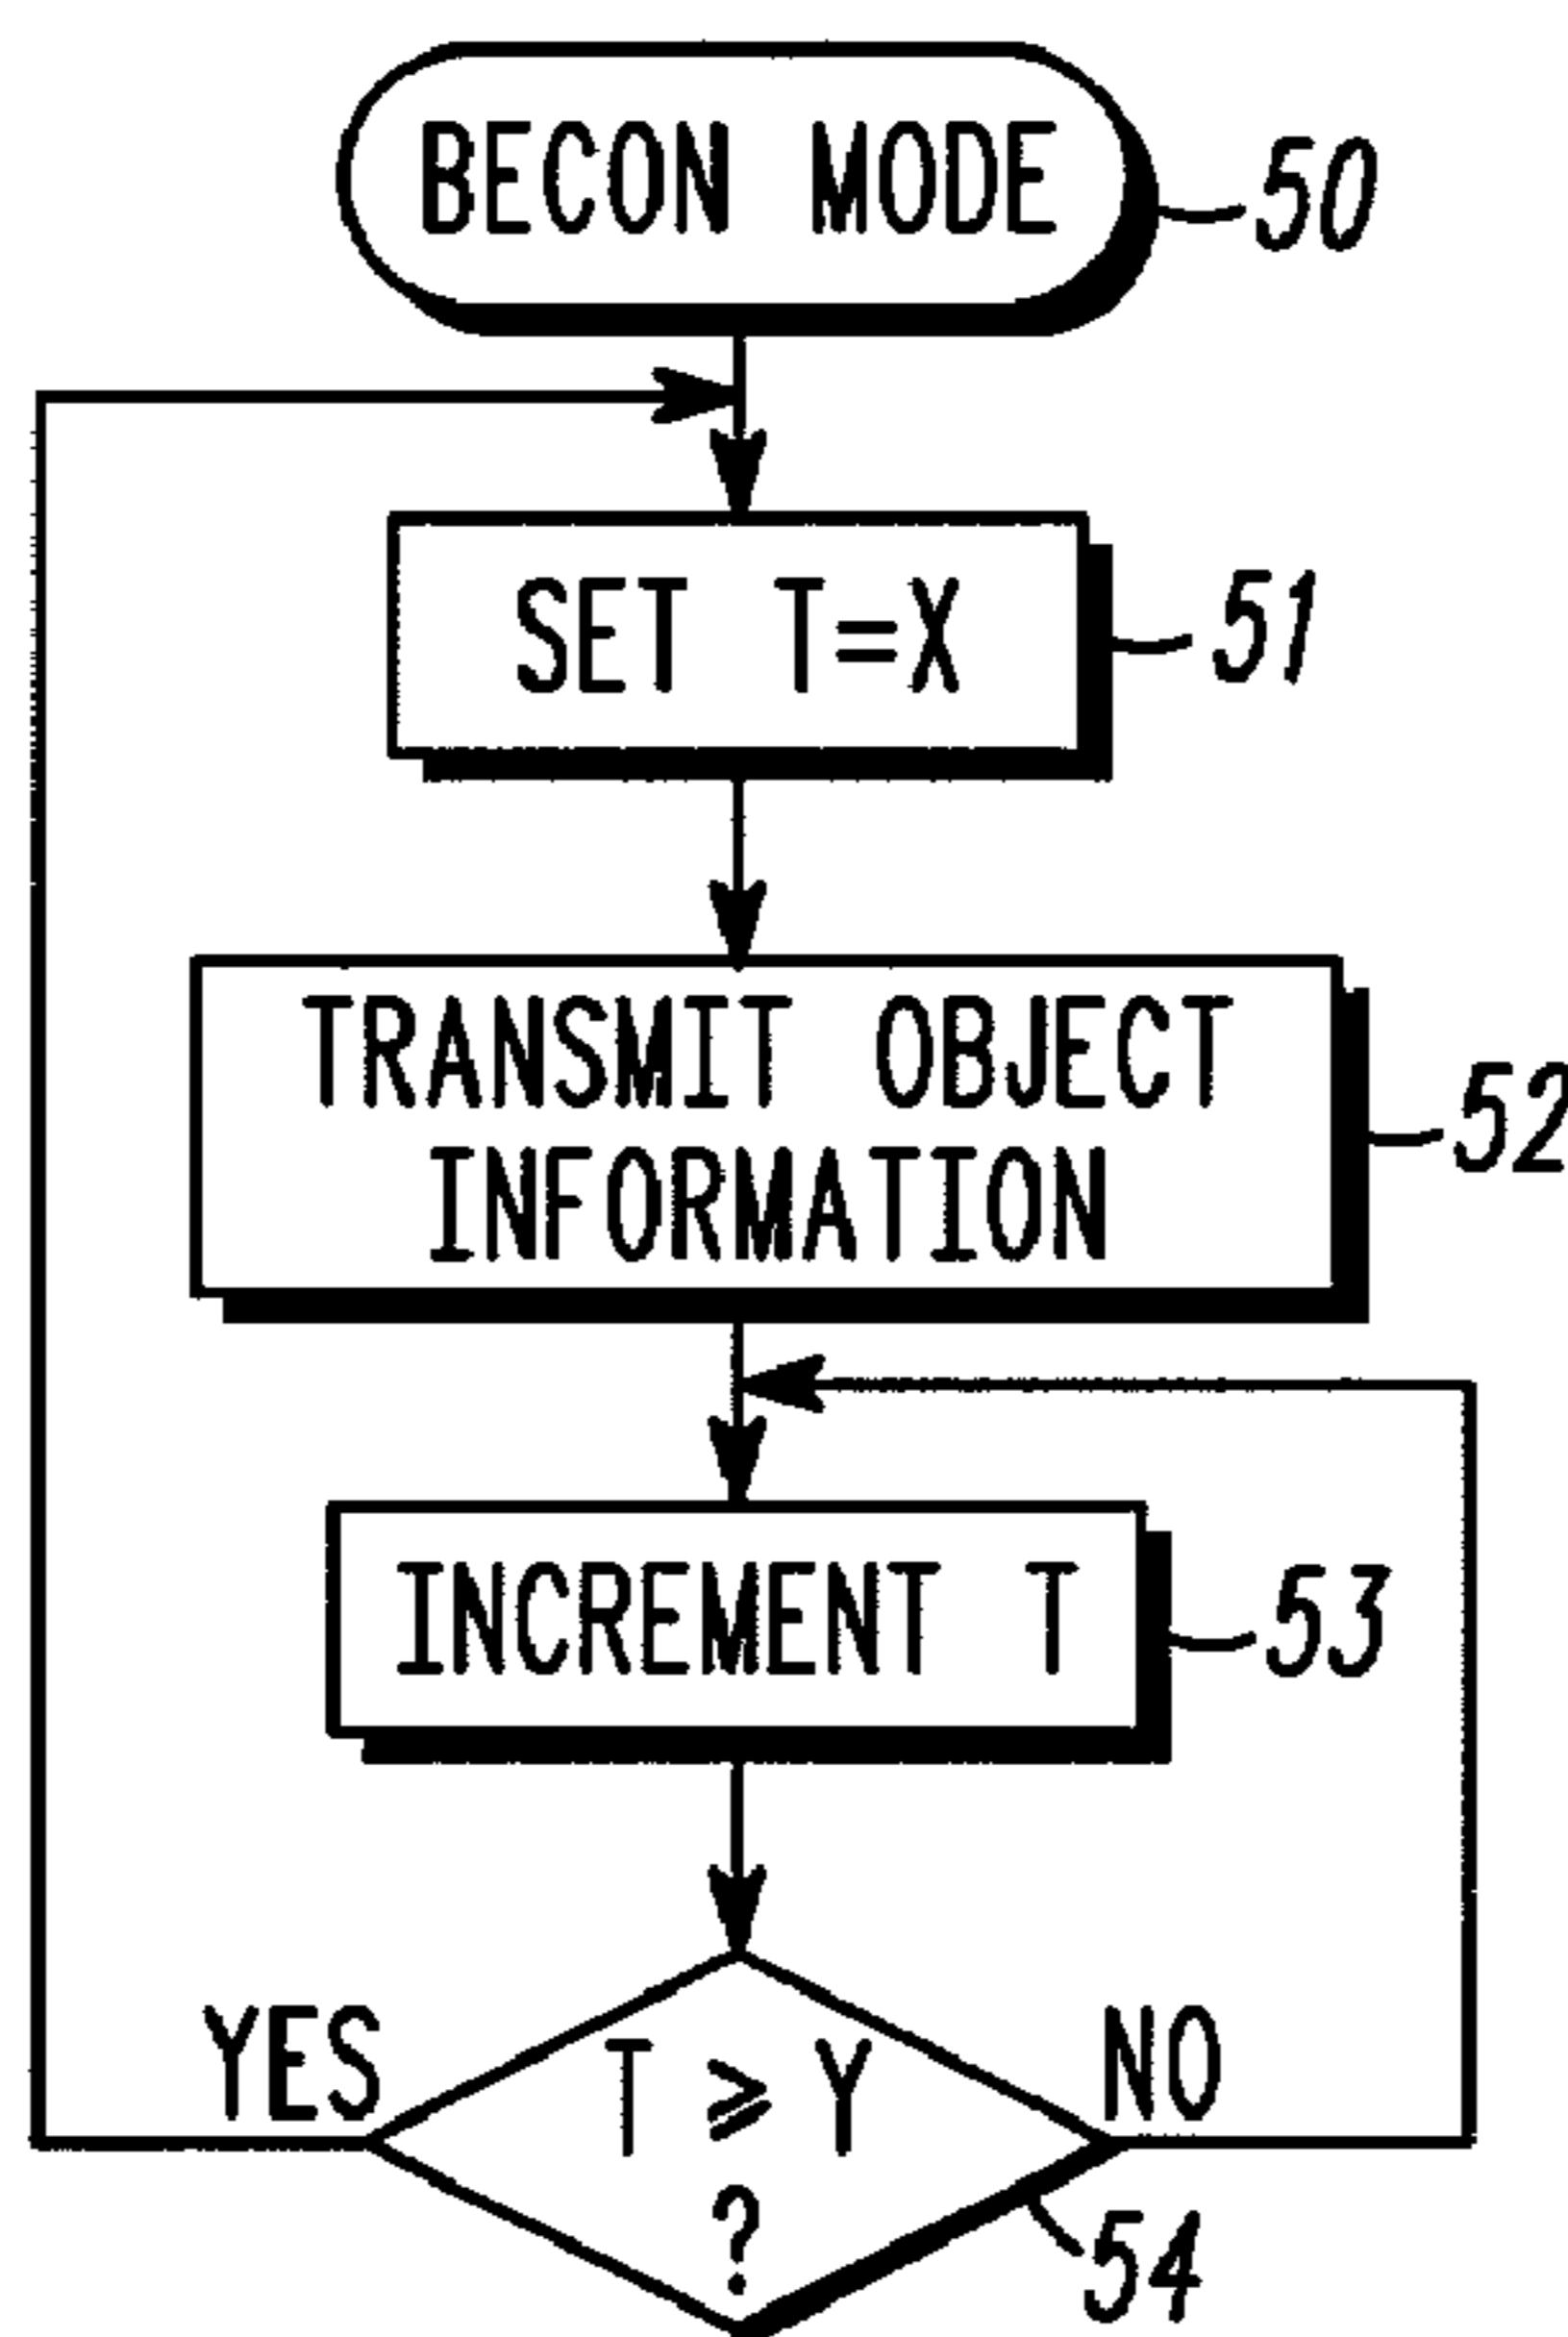 BECON MODE
50
SET T=X
51
TRANSMIT OBJECT
INFORMATION
52
INCREMENT T
53
YES
T ⩾ Y
?
NO
54